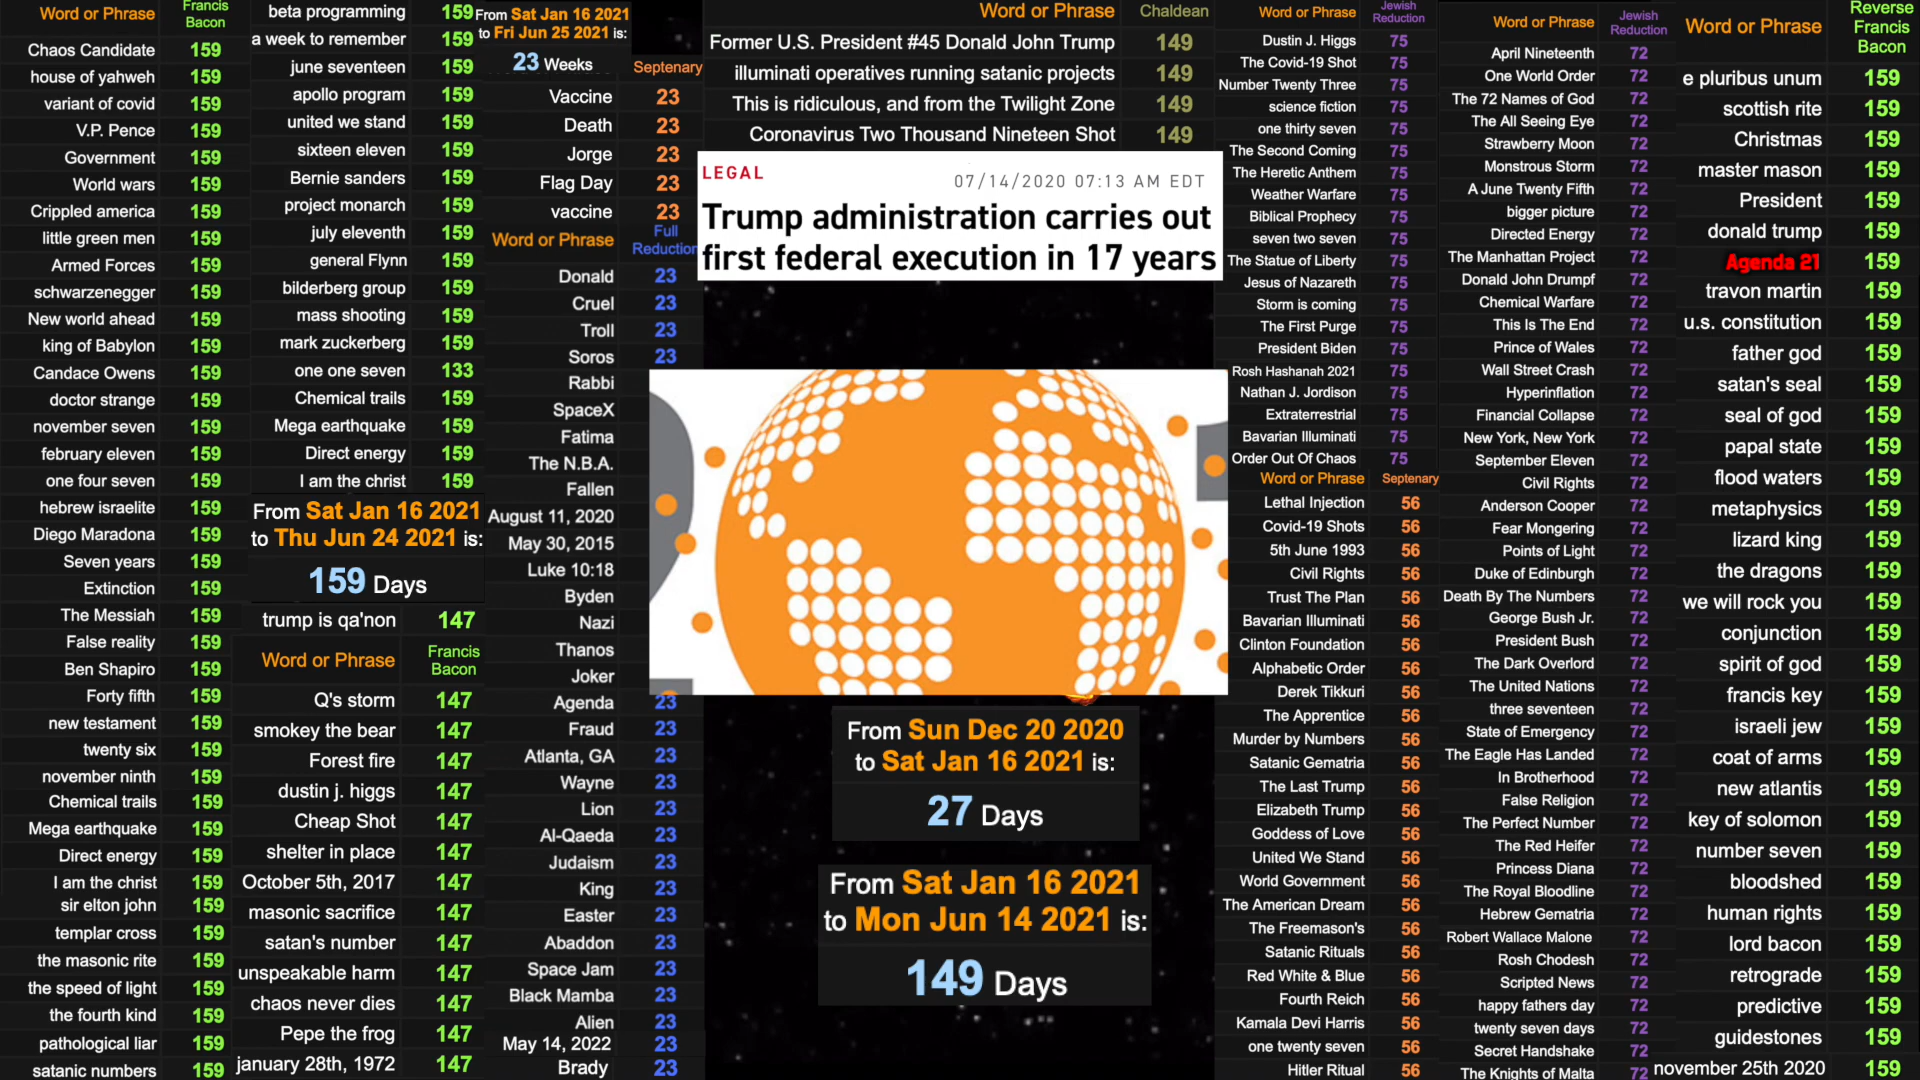 Word or Phrase Francis Bacon
Chaos Candidate 159
house of yahweh 159
variant of covid 159
V.P. Pence 159
Government 159
World wars 159
Crippled america 159
little green men 159
Armed Forces 159
schwarzenegger 159
New world ahead 159
king of Babylon 159
Candace Owens 159
doctor strange 159
november seven 159
february eleven 159
one four seven 159
hebrew israelite 159
Diego Maradona 159
Seven years 159
Extinction 159
The Messiah 159
False reality 159
Ben Shapiro 159
Forty fifth 159
new testament 159
twenty six 159
november ninth 159
Chemical trails 159
Mega earthquake 159
Direct energy 159
I am the christ 159
sir elton john 159
templar cross 159
the masonic rite 159
the speed of light 159
the fourth kind 159
pathological liar 159
satanic numbers 159
beta programming 159
a week to remember 159
june seventeen 159
apollo program 159
united we stand 159
sixteen eleven 159
Bernie sanders 159
project monarch 159
july eleventh 159
general Flynn 159
bilderberg group 159
mass shooting 159
mark zuckerberg 159
one one seven 133
Chemical trails 159
Mega earthquake 159
Direct energy 159
I am the christ 159
From Sat Jan 16 2021
to Thu Jun 24 2021 is:
159 Days
trump is qa'non 147
Word or Phrase Francis Bacon
Q's storm 147
smokey the bear 147
Forest fire 147
dustin j. higgs 147
Cheap Shot 147
shelter in place 147
October 5th, 2017 147
masonic sacrifice 147
satan's number 147
unspeakable harm 147
chaos never dies 147
Pepe the frog 147
january 28th, 1972 147
From Sat Jan 16 2021
to Fri Jun 25 2021 is:
23 Weeks
Septenary
Vaccine 23
Death 23
Jorge 23
Flag Day 23
vaccine 23
Word or Phrase Full Reduction
Donald 23
Cruel 23
Troll 23
Soros 23
Rabbi
SpaceX
Fatima
The N.B.A.
Fallen
August 11, 2020
May 30, 2015
Luke 10:18
Byden
Nazi
Thanos
Joker
Agenda 23
Fraud 23
Atlanta, GA 23
Wayne 23
Lion 23
Al-Qaeda 23
Judaism 23
King 23
Easter 23
Abaddon 23
Space Jam 23
Black Mamba 23
Alien 23
May 14, 2022 23
Brady 23
Word or Phrase Chaldean
Former U.S. President #45 Donald John Trump 149
illuminati operatives running satanic projects 149
This is ridiculous, and from the Twilight Zone 149
Coronavirus Two Thousand Nineteen Shot 149
LEGAL
07/14/2020 07:13 AM EDT
Trump administration carries out
first federal execution in 17 years
From Sun Dec 20 2020
to Sat Jan 16 2021 is:
27 Days
From Sat Jan 16 2021
to Mon Jun 14 2021 is:
149 Days
Word or Phrase Jewish Reduction
Dustin J. Higgs 75
The Covid-19 Shot 75
Number Twenty Three 75
science fiction 75
one thirty seven 75
The Second Coming 75
The Heretic Anthem 75
Weather Warfare 75
Biblical Prophecy 75
seven two seven 75
The Statue of Liberty 75
Jesus of Nazareth 75
Storm is coming 75
The First Purge 75
President Biden 75
Rosh Hashanah 2021 75
Nathan J. Jordison 75
Extraterrestrial 75
Bavarian Illuminati 75
Order Out Of Chaos 75
Word or Phrase Septenary
Lethal Injection 56
Covid-19 Shots 56
5th June 1993 56
Civil Rights 56
Trust The Plan 56
Bavarian Illuminati 56
Clinton Foundation 56
Alphabetic Order 56
Derek Tikkuri 56
The Apprentice 56
Murder by Numbers 56
Satanic Gematria 56
The Last Trump 56
Elizabeth Trump 56
Goddess of Love 56
United We Stand 56
World Government 56
The American Dream 56
The Freemason's 56
Satanic Rituals 56
Red White & Blue 56
Fourth Reich 56
Kamala Devi Harris 56
one twenty seven 56
Hitler Ritual 56
Word or Phrase Jewish Reduction
April Nineteenth 72
One World Order 72
The 72 Names of God 72
The All Seeing Eye 72
Strawberry Moon 72
Monstrous Storm 72
A June Twenty Fifth 72
bigger picture 72
Directed Energy 72
The Manhattan Project 72
Donald John Drumpf 72
Chemical Warfare 72
This Is The End 72
Prince of Wales 72
Wall Street Crash 72
Hyperinflation 72
Financial Collapse 72
New York, New York 72
September Eleven 72
Civil Rights 72
Anderson Cooper 72
Fear Mongering 72
Points of Light 72
Duke of Edinburgh 72
Death By The Numbers 72
George Bush Jr. 72
President Bush 72
The Dark Overlord 72
The United Nations 72
three seventeen 72
State of Emergency 72
The Eagle Has Landed 72
In Brotherhood 72
False Religion 72
The Perfect Number 72
The Red Heifer 72
Princess Diana 72
The Royal Bloodline 72
Hebrew Gematria 72
Robert Wallace Malone 72
Rosh Chodesh 72
Scripted News 72
happy fathers day 72
twenty seven days 72
Secret Handshake 72
The Knights of Malta 72
Word or Phrase Reverse Francis Bacon
e pluribus unum 159
scottish rite 159
Christmas 159
master mason 159
President 159
donald trump 159
Agenda 21 159
travon martin 159
u.s. constitution 159
father god 159
satan's seal 159
seal of god 159
papal state 159
flood waters 159
metaphysics 159
lizard king 159
the dragons 159
we will rock you 159
conjunction 159
spirit of god 159
francis key 159
israeli jew 159
coat of arms 159
new atlantis 159
key of solomon 159
number seven 159
bloodshed 159
human rights 159
lord bacon 159
retrograde 159
predictive 159
guidestones 159
november 25th 2020 159